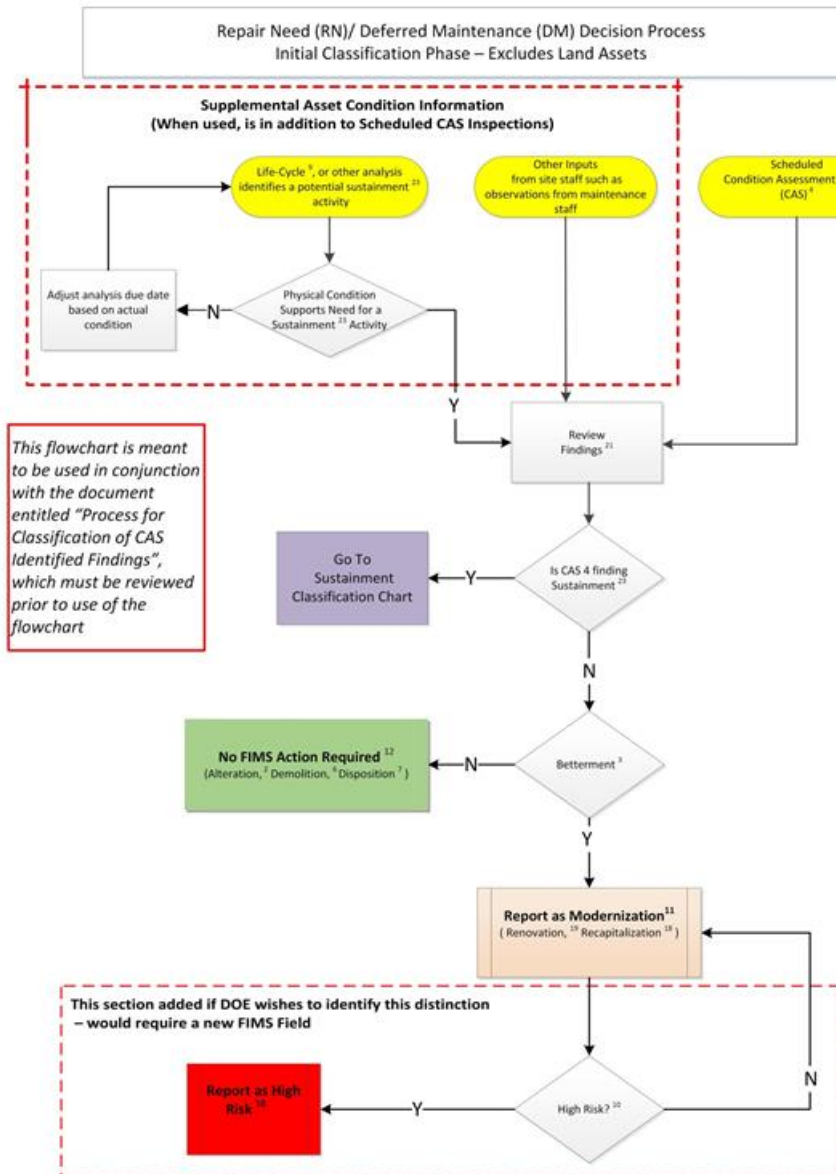 Repair Need (RN)/ Deferred Maintenance (DM) Decision Process
Initial Classification Phase – Excludes Land Assets
Supplemental Asset Condition Information
(When used, is in addition to Scheduled CAS Inspections)
Life-Cycle 9, or other analysis
identifies a potential sustainment 23
activity
Other Inputs
from site staff such as
observations from maintenance
staff
Scheduled
Condition Assessment
(CAS) 4
Adjust analysis due date
based on actual
condition
N
Physical Condition
Supports Need for a
Sustainment 23 Activity
Y
Review
Findings 21
This flowchart is meant
to be used in conjunction
with the document
entitled “Process for
Classification of CAS
Identified Findings”,
which must be reviewed
prior to use of the
flowchart
Go To
Sustainment
Classification Chart
Y
Is CAS 4 finding
Sustainment 23
N
No FIMS Action Required 12
(Alteration, 2 Demolition, 6 Disposition 7 )
N
Betterment 3
Y
Report as Modernization 11
( Renovation, 19 Recapitalization 18 )
This section added if DOE wishes to identify this distinction
– would require a new FIMS Field
N
Report as High
Risk
Y
High Risk? 10